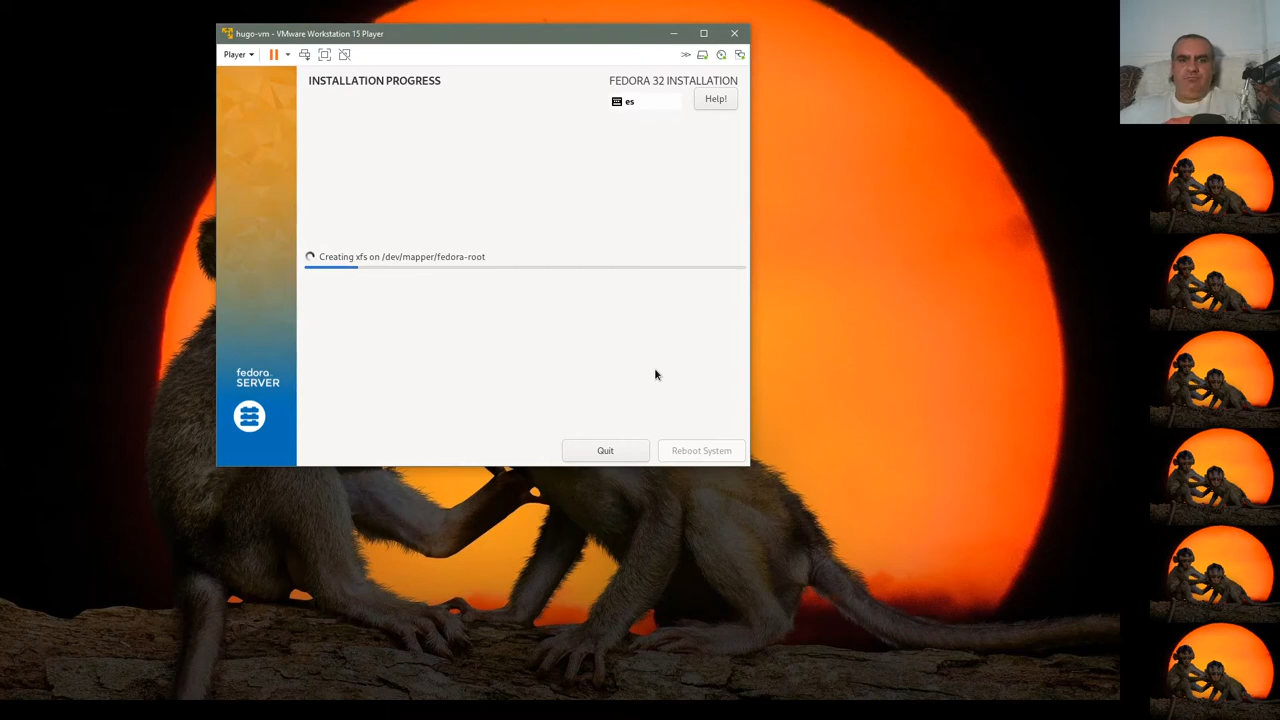 hugo-vm - VMware Workstation 15 Player
Player
INSTALLATION PROGRESS
FEDORA 32 INSTALLATION
es
Help!
Creating xfs on /dev/mapper/fedora-root
fedora
SERVER
Quit
Reboot System